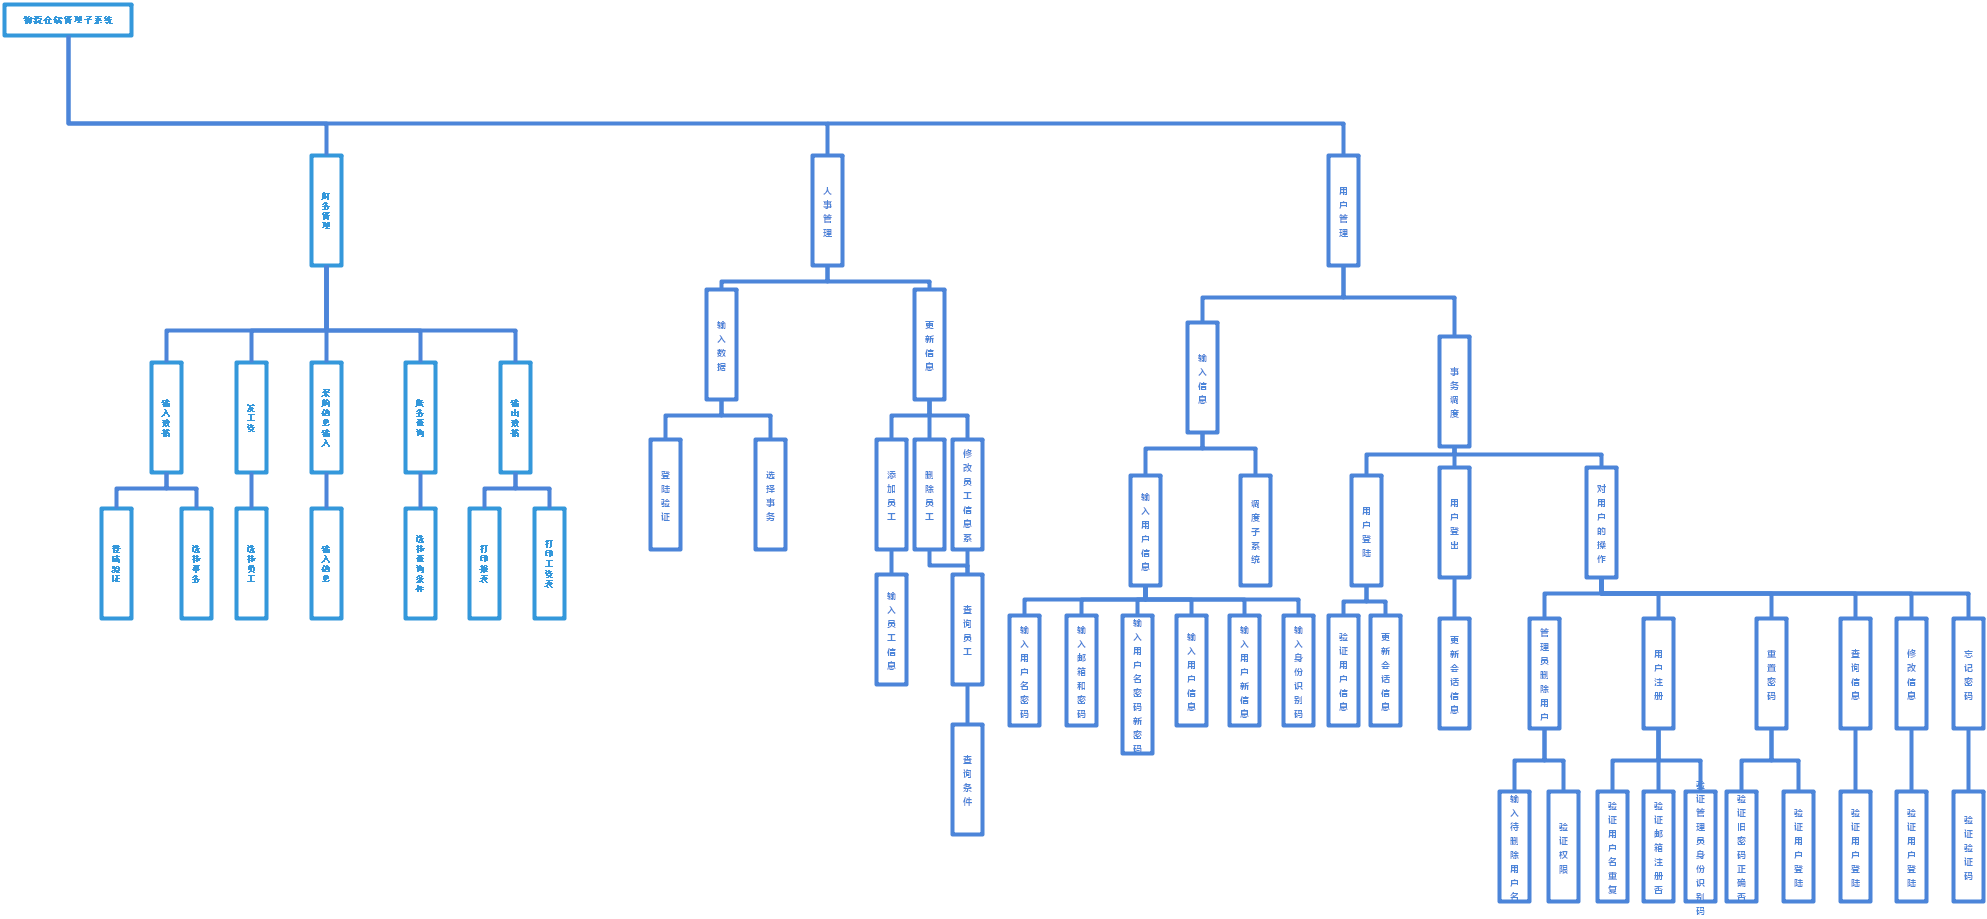 物资仓储管理子系统
财务管理
人事管理
用户管理
输入数据
更新信息
输入信息
事务调度
输入数据
发工资
采购信息输入
账务查询
输出数据
登陆验证
选择事务
添加员工
删除员工
修改员工信息系
输入用户信息
调度子系统
用户登陆
用户登出
对用户的操作
登陆验证
选择事务
选择员工
输入信息
选择查询条件
打印报表
打印工资表
输入员工信息
查询员工
输入用户名密码
输入邮箱和密码
输入用户名密码新密码
输入用户信息
输入用户新信息
输入身份识别码
验证用户信息
更新会话信息
更新会话信息
管理员删除用户
用户注册
重置密码
查询信息
修改信息
忘记密码
查询条件
输入待删除用户名
验证权限
验证用户名重复
验证邮箱注册否
验证管理员身份识别码
验证旧密码正确否
验证用户登陆
验证用户登陆
验证用户登陆
验证验证码